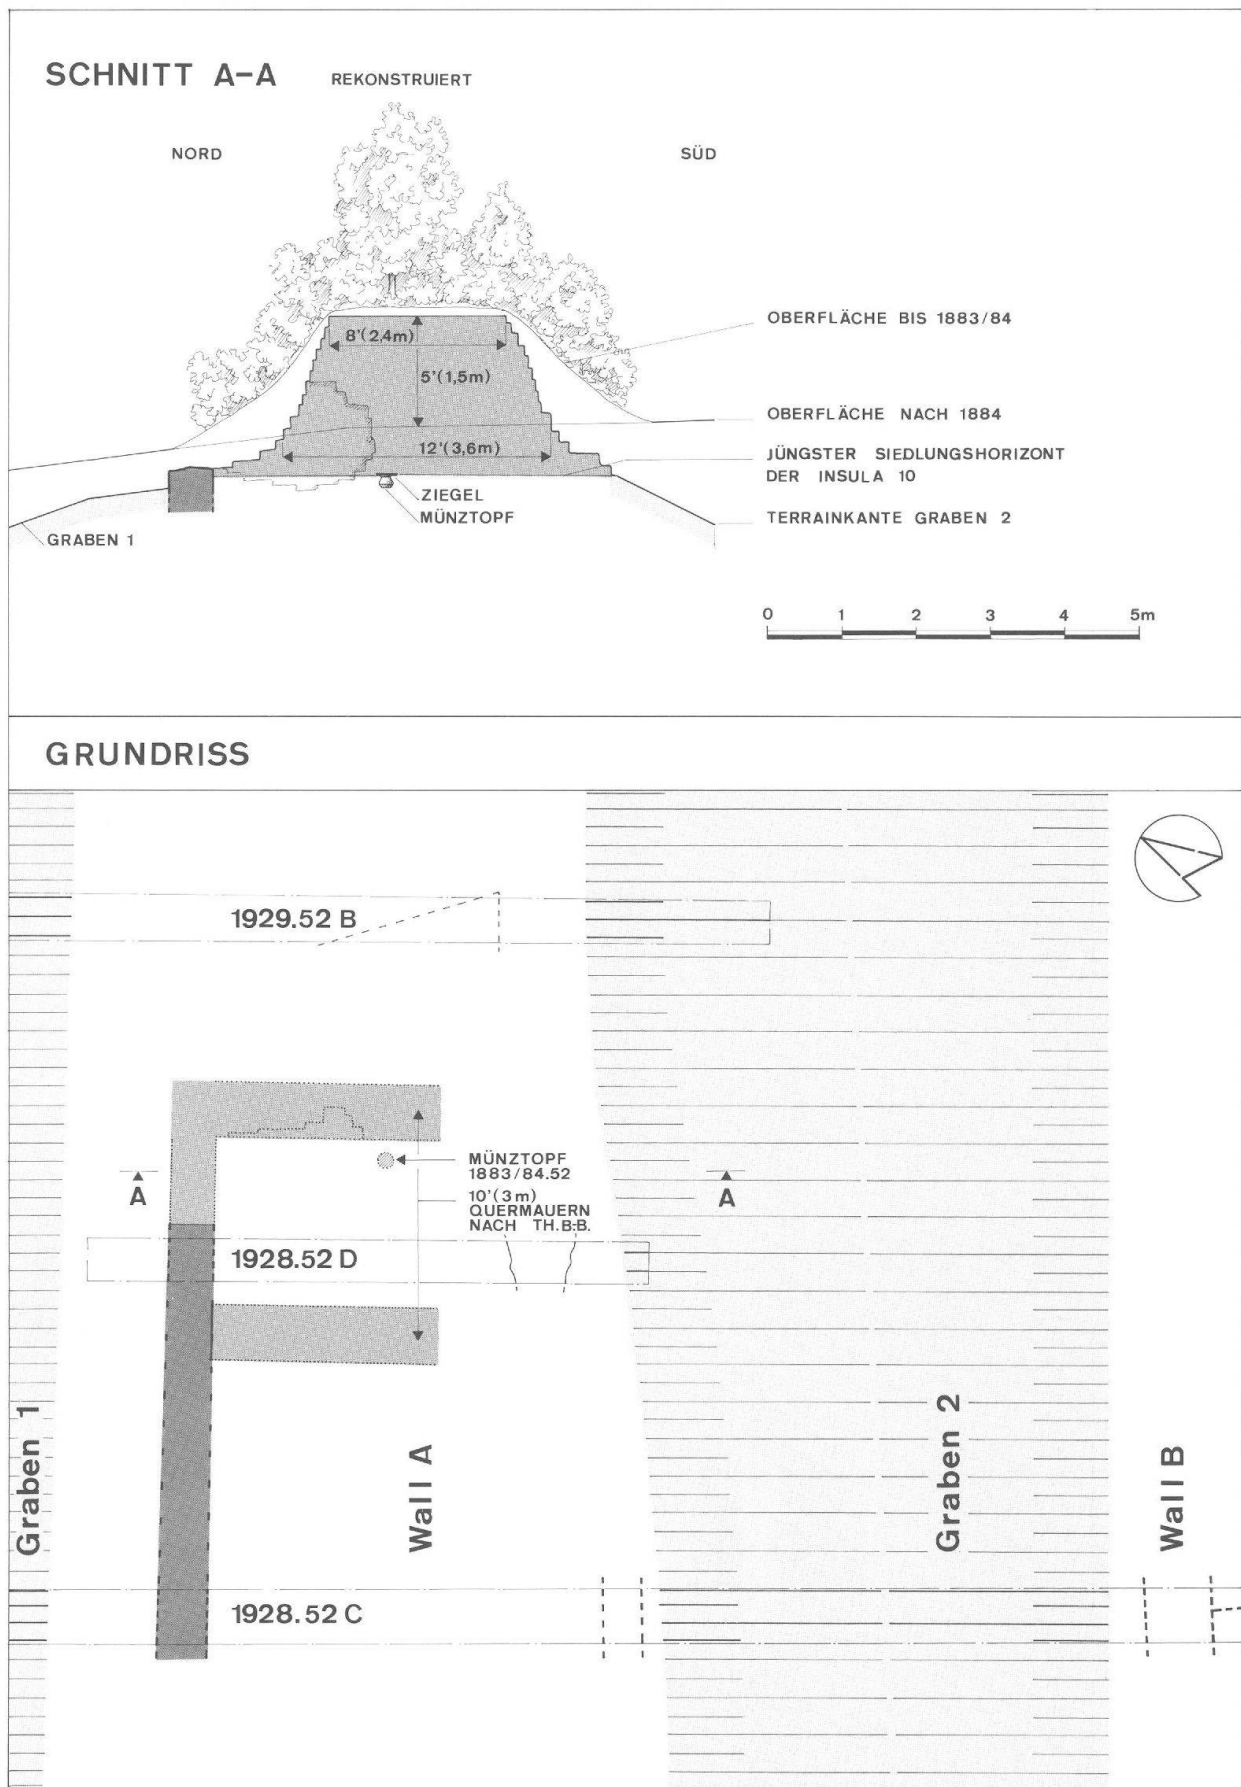 SCHNITT A-A
REKONSTRUIERT
NORD
SÜD
OBERFLÄCHE BIS 1883/84
8'(2,4m)
5'(1,5m)
OBERFLÄCHE NACH 1884
12'(3,6m)
JÜNGSTER SIEDLUNGSHORIZONT
DER INSULA 10
ZIEGEL
MÜNZTOPF
TERRAINKANTE GRABEN 2
GRABEN 1
0 1 2 3 4 5m
GRUNDRISS
1929.52 B
MÜNZTOPF
1883/84.52
A
A
10'(3m)
QUERMAUERN
NACH TH.B.B.
1928.52 D
Graben 1
Wall A
Graben 2
Wall B
1928.52 C